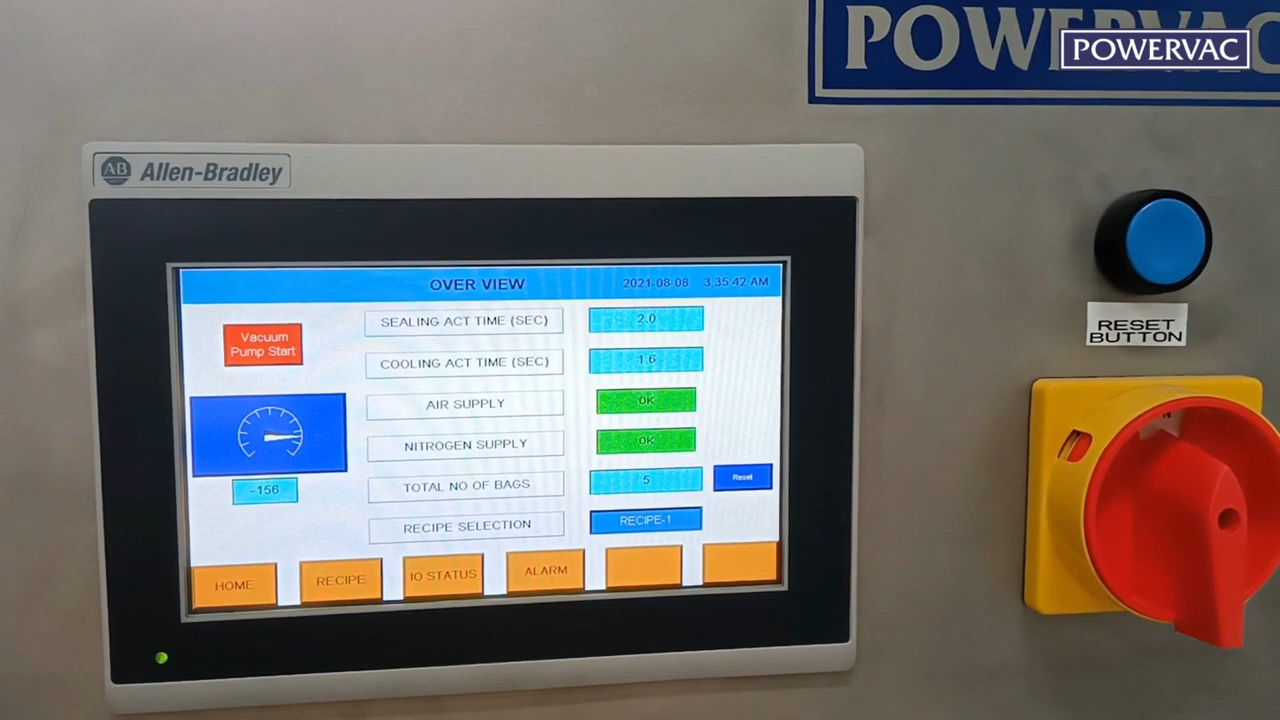 POWERVAC
POWERVAC
AB Allen-Bradley
OVER VIEW 2021-08-08 3:35:42 AM
Vacuum
Pump Start
SEALING ACT TIME (SEC) 2.0
COOLING ACT TIME (SEC) 1.6
AIR SUPPLY OK
NITROGEN SUPPLY OK
-156
TOTAL NO OF BAGS 5 Reset
RECIPE SELECTION RECIPE-1
HOME RECIPE IO STATUS ALARM
RESET
BUTTON